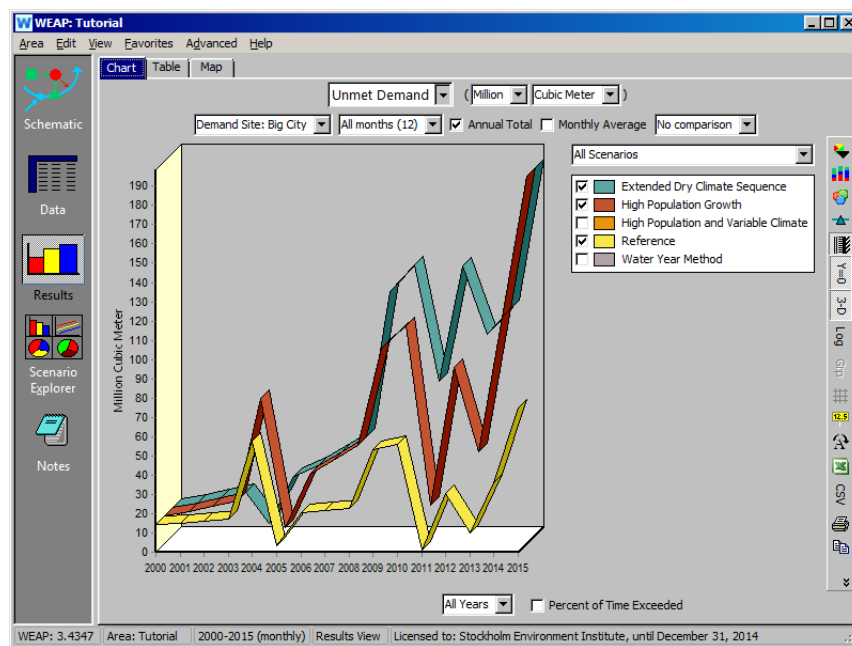 WEAP: Tutorial
Area Edit View Favorites Advanced Help
Chart Table Map
Unmet Demand ( Million Cubic Meter )
Demand Site: Big City All months (12) Annual Total Monthly Average No comparison
All Scenarios
Extended Dry Climate Sequence
High Population Growth
High Population and Variable Climate
Reference
Water Year Method
Schematic
Data
Results
Scenario
Explorer
Notes
Million Cubic Meter
190
180
170
160
150
140
130
120
110
100
90
80
70
60
50
40
30
20
10
0
2000 2001 2002 2003 2004 2005 2006 2007 2008 2009 2010 2011 2012 2013 2014 2015
Y=0
3-D
Log
Grp
12.5
CSV
All Years Percent of Time Exceeded
WEAP: 3.4347 Area: Tutorial 2000-2015 (monthly) Results View Licensed to: Stockholm Environment Institute, until December 31, 2014